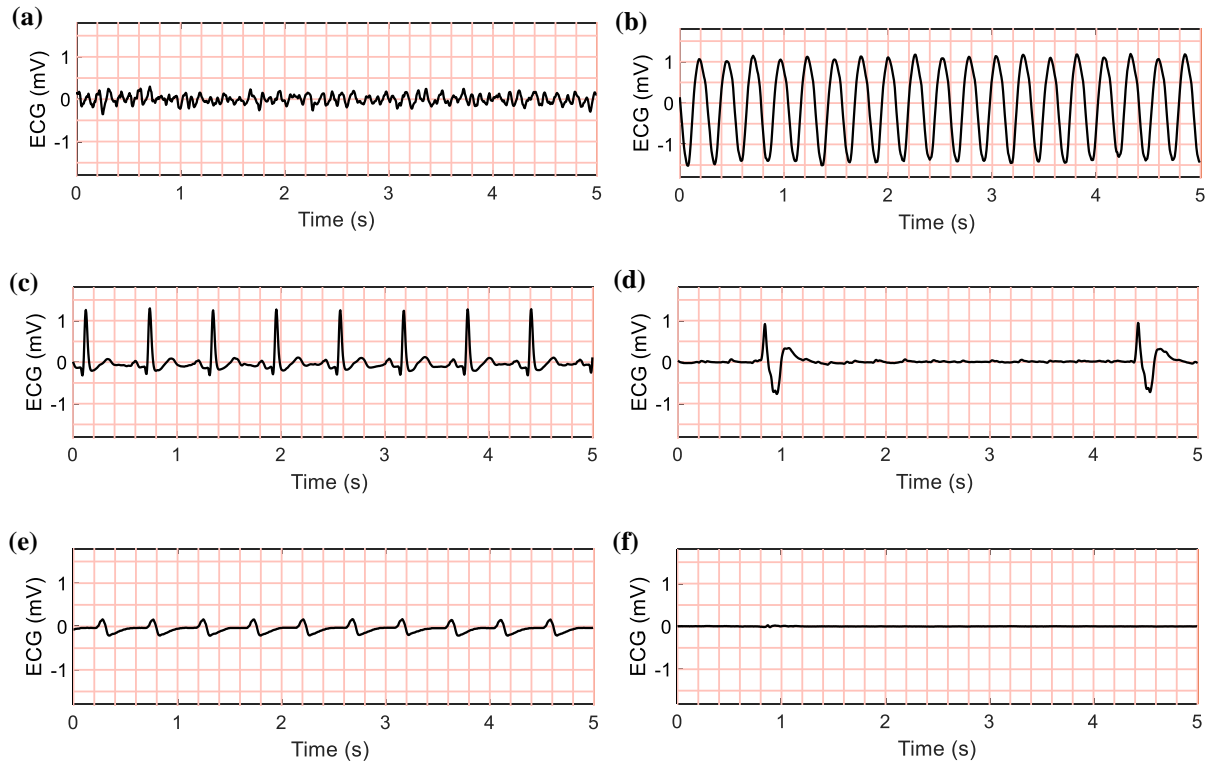 (a)
ECG (mV)
1
0
-1
0 1 2 3 4 5
Time (s)
(b)
ECG (mV)
1
0
-1
0 1 2 3 4 5
Time (s)
(c)
ECG (mV)
1
0
-1
0 1 2 3 4 5
Time (s)
(d)
ECG (mV)
1
0
-1
0 1 2 3 4 5
Time (s)
(e)
ECG (mV)
1
0
-1
0 1 2 3 4 5
Time (s)
(f)
ECG (mV)
1
0
-1
0 1 2 3 4 5
Time (s)